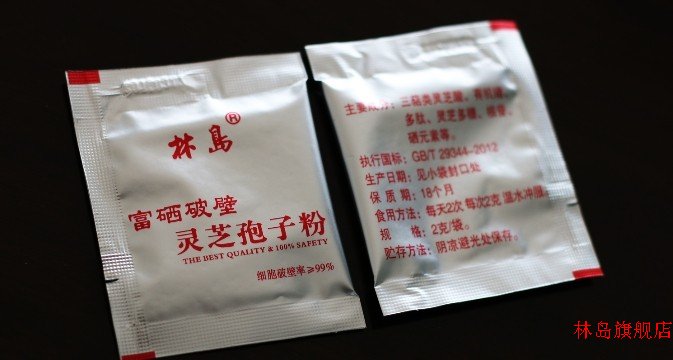 林岛®
富硒破壁
灵芝孢子粉
THE BEST QUALITY & 100% SAFETY
细胞破壁率≥99%
主要成分：三萜类灵芝酸、有机锗
多肽、灵芝多糖、
硒元素等。
执行国标：GB/T 29344-2012
生产日期：见小袋封口处
保 质 期：18个月
食用方法：每天2次 每次2克 温水冲服
规 格：2克/袋。
贮存方法：阴凉避光处保存。
林岛旗舰店